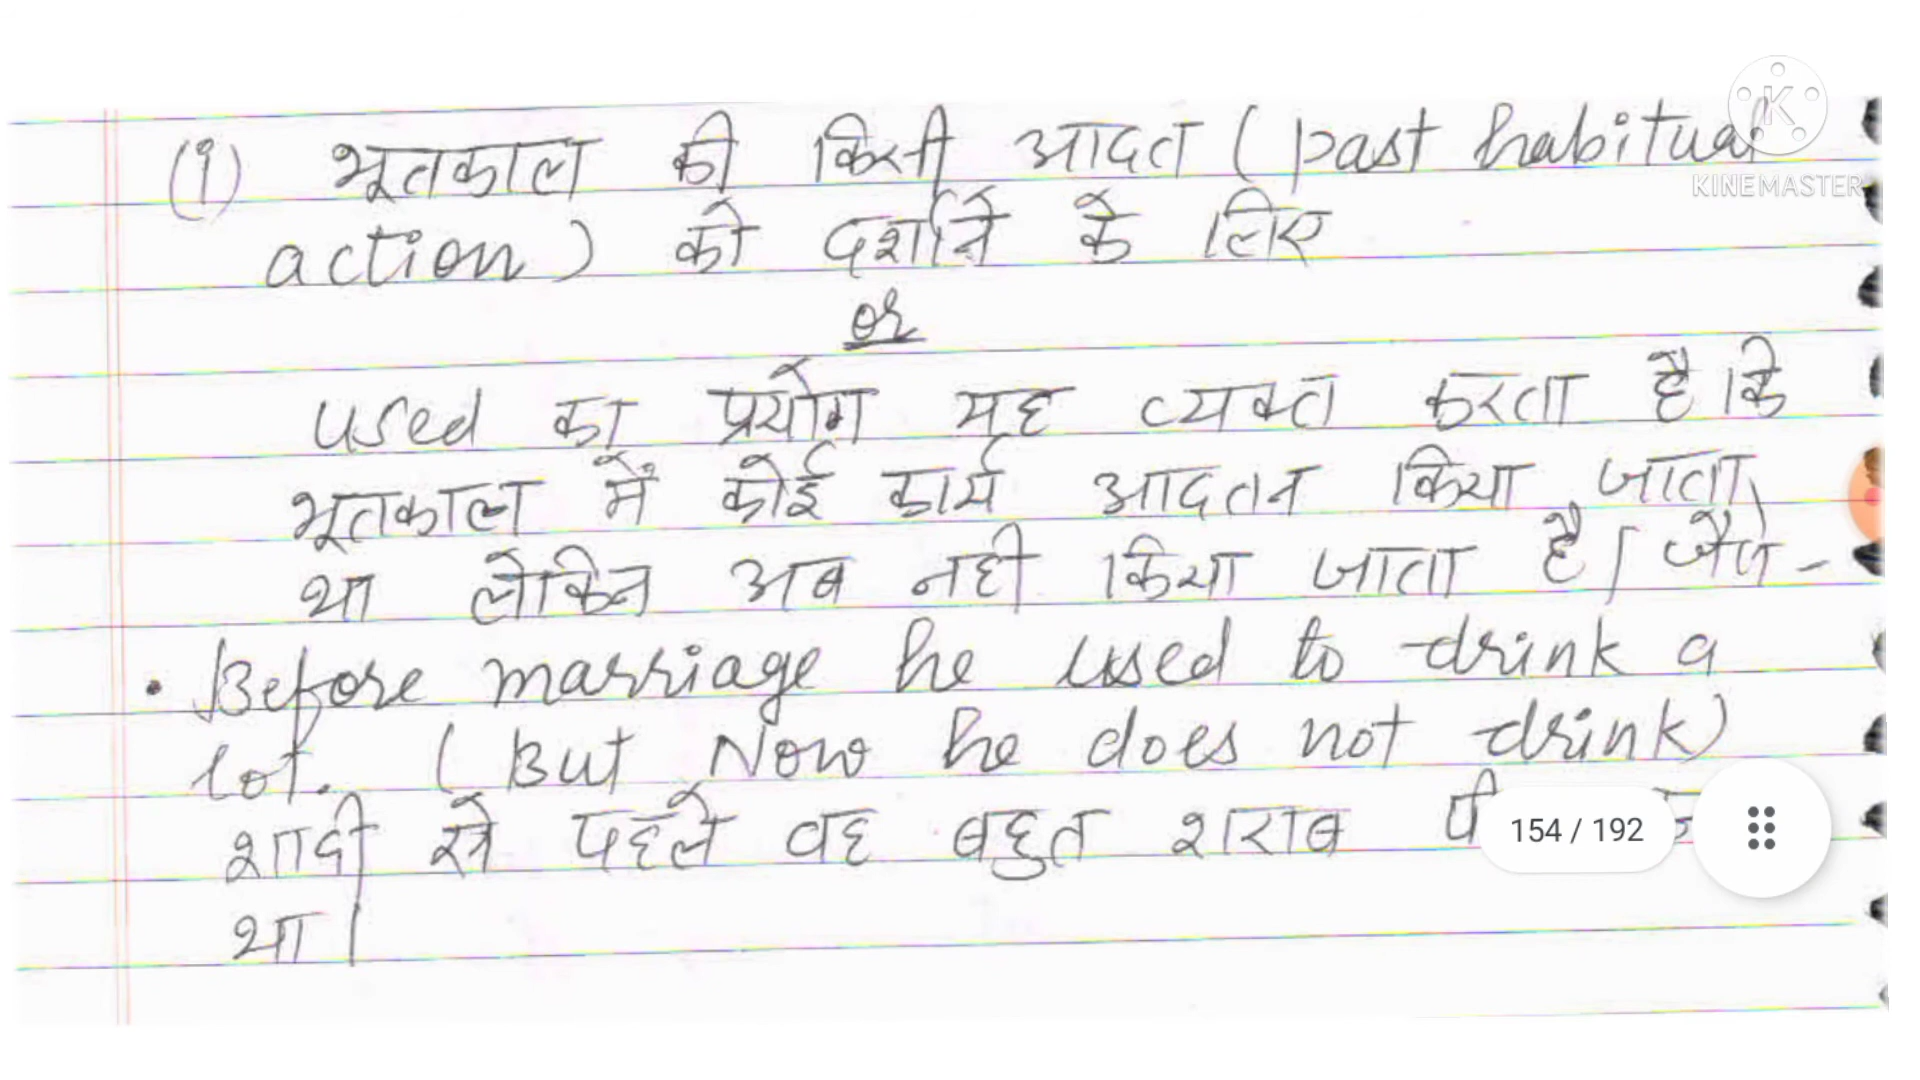 (i) भूतकाल की किसी आदत (past habitual
action) को दर्शाने के लिए
or
used का प्रयोग यह व्यक्त करता है कि
भूतकाल में कोई कार्य आदतन किया जाता
था लेकिन अब नही किया जाता है। जैसे -
• Before marriage he used to drink a
lot. (But Now he does not drink)
शादी से पहले वह बहुत शराब
था।
KINEMASTER
154 / 192